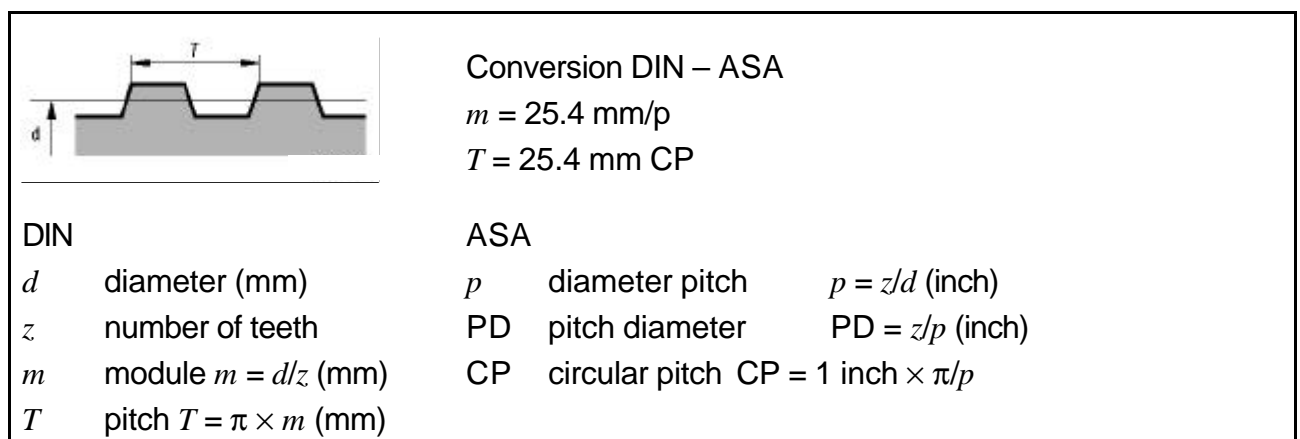 T
d
Conversion DIN – ASA
m = 25.4 mm/p
T = 25.4 mm CP
DIN
d diameter (mm)
z number of teeth
m module m = d/z (mm)
T pitch T = π × m (mm)
ASA
p diameter pitch p = z/d (inch)
PD pitch diameter PD = z/p (inch)
CP circular pitch CP = 1 inch × π/p